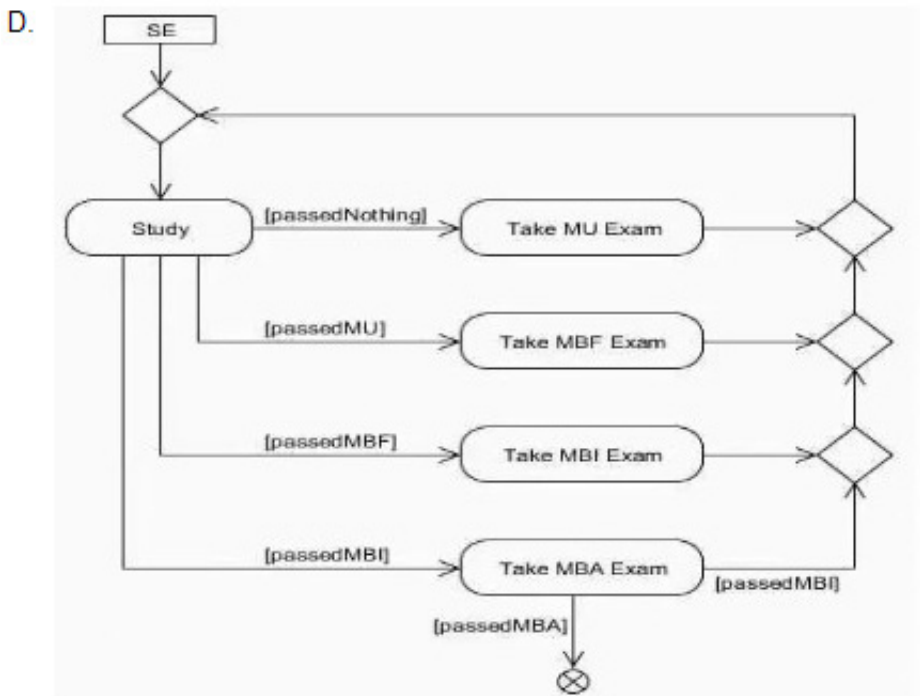 D.
SE
Study
[passedNothing]
Take MU Exam
[passedMU]
Take MBF Exam
[passedMBF]
Take MBI Exam
[passedMBI]
Take MBA Exam
[passedMBI]
[passedMBA]